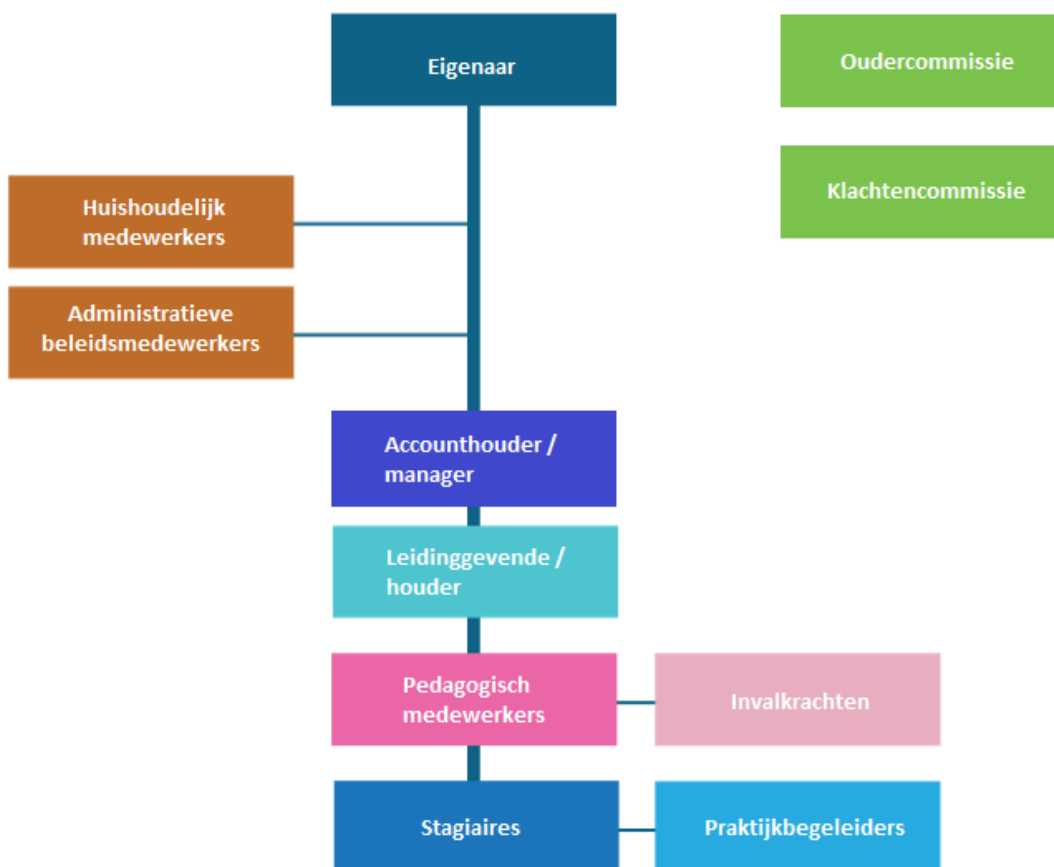 Eigenaar
Oudercommissie
Klachtencommissie
Huishoudelijk
medewerkers
Administratieve
beleidsmedewerkers
Accounthouder /
manager
Leidinggevende /
houder
Pedagogisch
medewerkers
Invalkrachten
Stagiaires
Praktijkbegeleiders